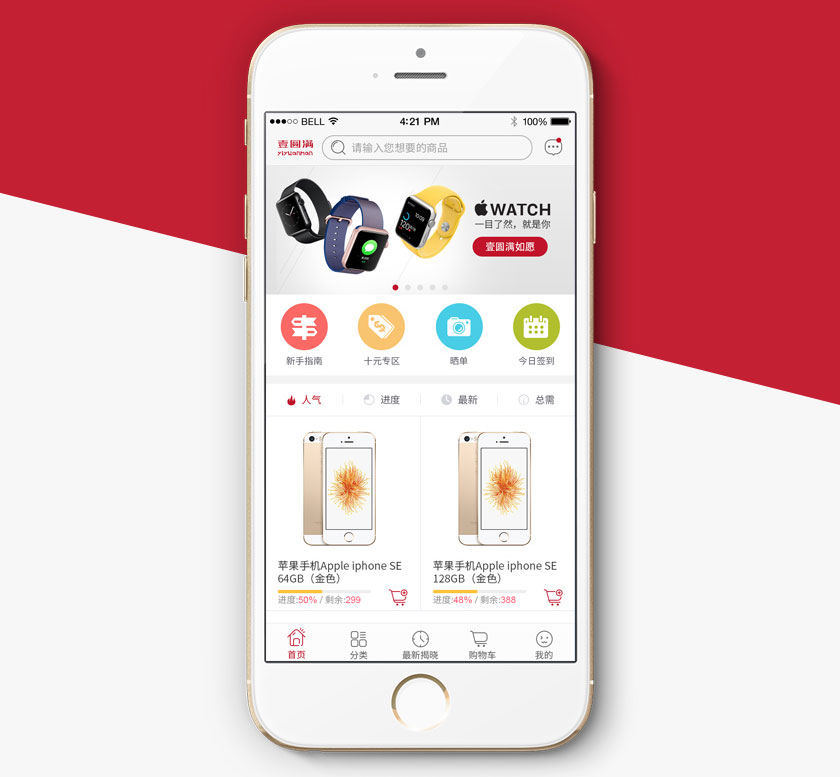 BELL 4:21 PM 100%
壹圆满
yiyuanman
请输入您想要的商品
WATCH
一目了然，就是你
壹圆满如愿
新手指南 十元专区 晒单 今日签到
人气 进度 最新 总需
苹果手机Apple iphone SE
64GB（金色）
进度:50% / 剩余:299
苹果手机Apple iphone SE
128GB（金色）
进度:48% / 剩余:388
首页 分类 最新揭晓 购物车 我的